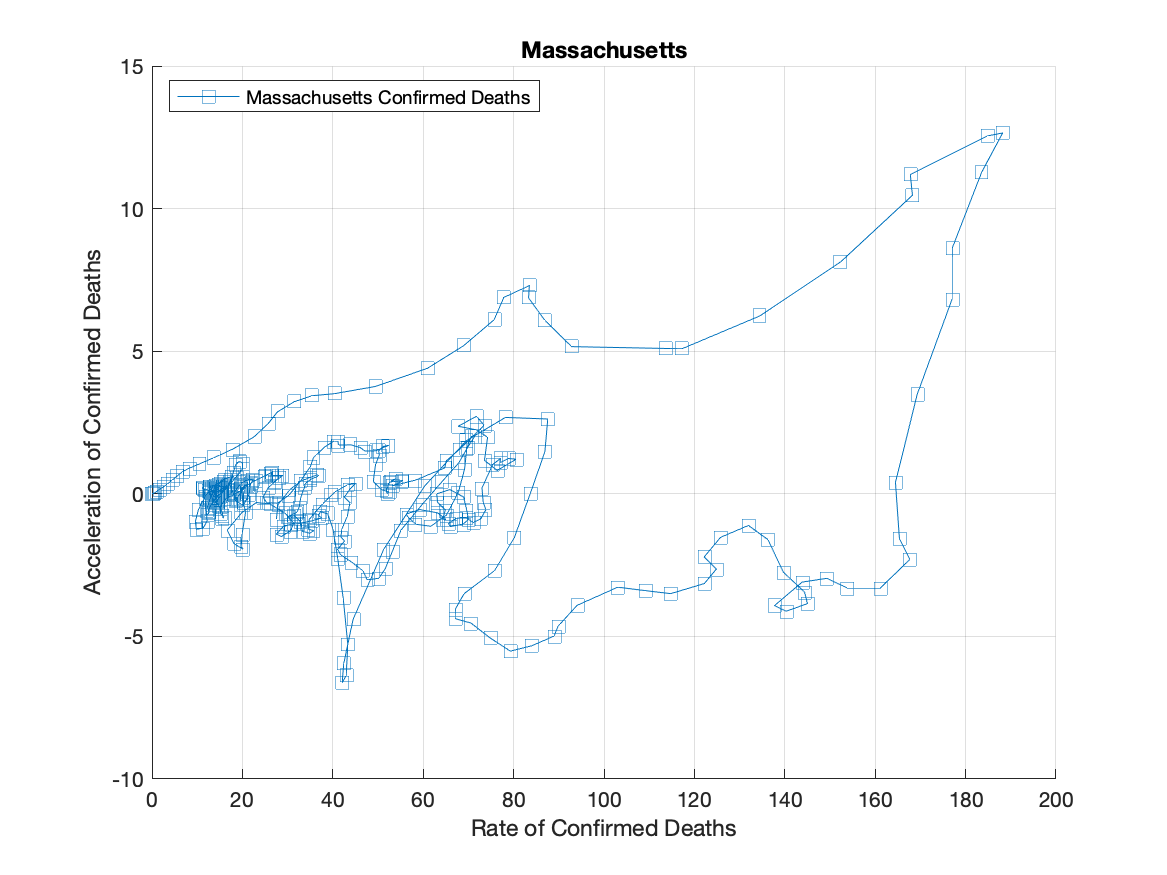 Massachusetts
15
Massachusetts Confirmed Deaths
10
5
0
-5
-10
Acceleration of Confirmed Deaths
0 20 40 60 80 100 120 140 160 180 200
Rate of Confirmed Deaths